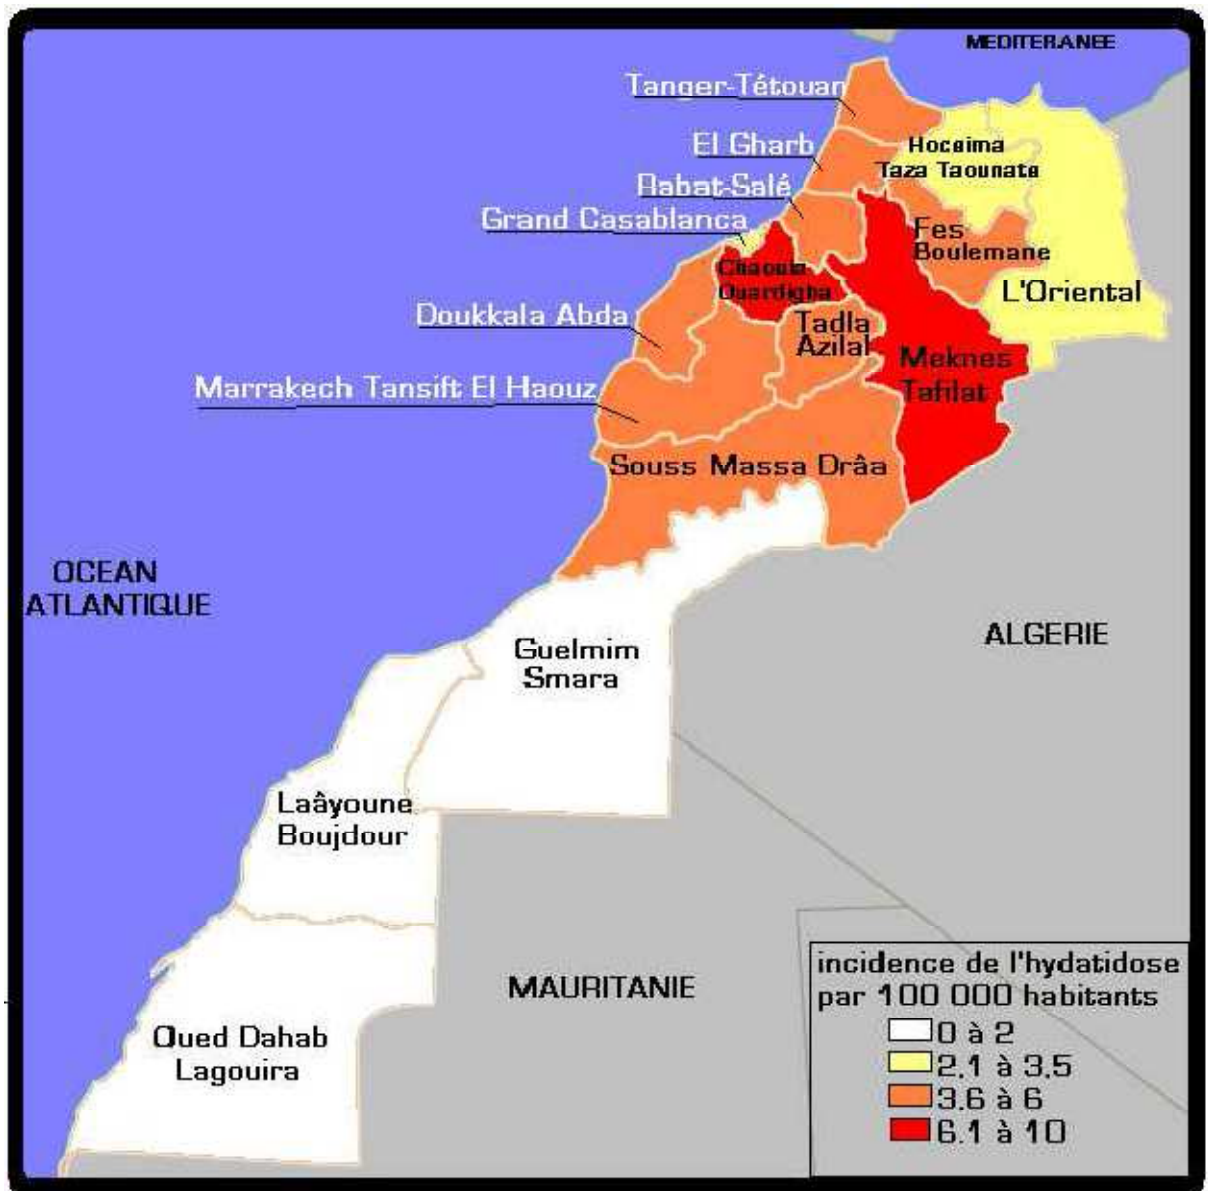 MEDITERANEE
Tanger-Tétouan
El Gharb
Hoceima
Taza Taounate
Rabat-Salé
Grand Casablanca
Fes
Boulemane
Chaouia
Ouardigha
L'Oriental
Doukkala Abda
Tadla
Azilal
Meknes
Tafilat
Marrakech Tansift El Haouz
Souss Massa Drâa
OCEAN
ATLANTIQUE
ALGERIE
Guelmim
Smara
Laâyoune
Boujdour
MAURITANIE
Oued Dahab
Lagouira
incidence de l'hydatidose
par 100 000 habitants
0 à 2
2.1 à 3.5
3.6 à 6
6.1 à 10